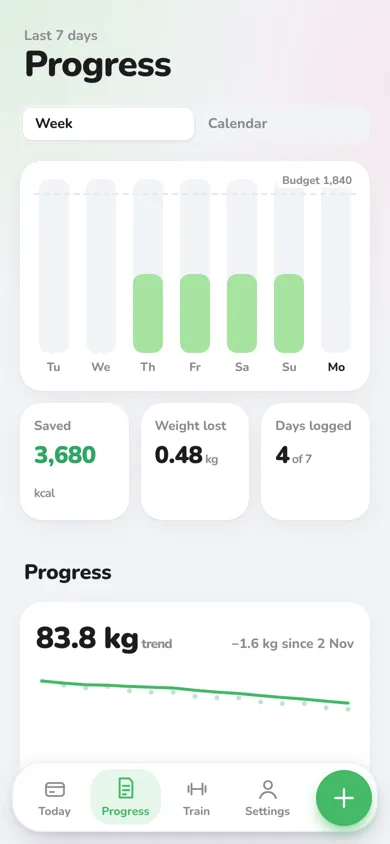 Last 7 days
Progress
Week
Calendar
Budget 1,840
Tu We Th Fr Sa Su Mo
Saved
3,680
kcal
Weight lost
0.48 kg
Days logged
4 of 7
Progress
83.8 kg trend
−1.6 kg since 2 Nov
Today
Progress
Train
Settings